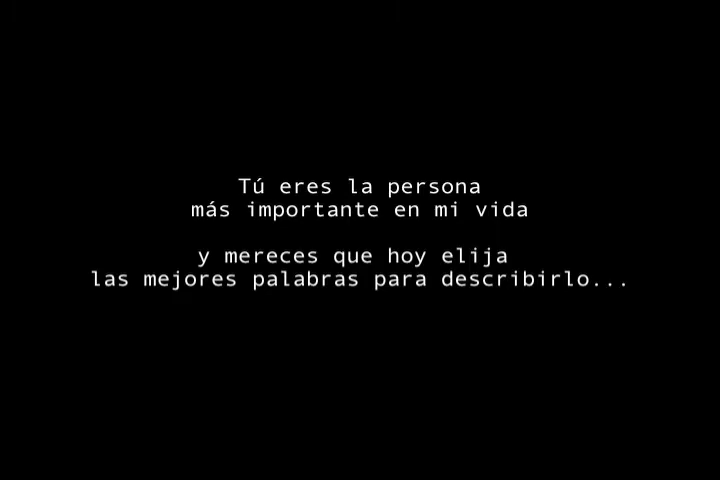 Tú eres la persona
más importante en mi vida
y mereces que hoy elija
las mejores palabras para describirlo...